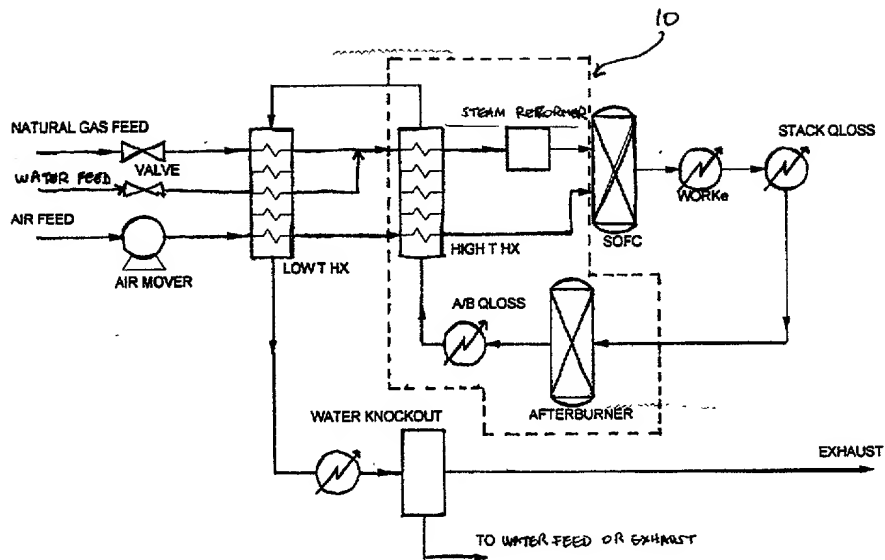 10
STEAM REFORMER
NATURAL GAS FEED
VALVE
STACK QLOSS
WATER FEED
WORKe
AIR FEED
SOFC
LOW T HX
HIGH T HX
AIR MOVER
A/B QLOSS
AFTERBURNER
WATER KNOCKOUT
EXHAUST
TO WATER FEED OR EXHAUST